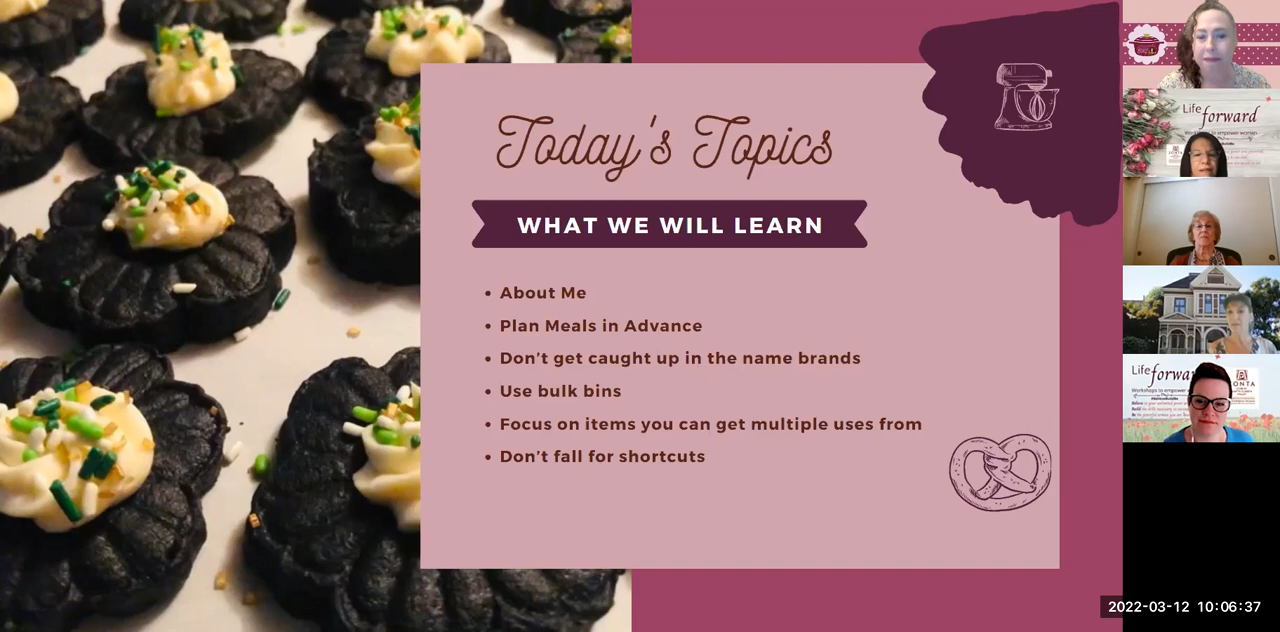 Today's Topics
WHAT WE WILL LEARN
• About Me
• Plan Meals in Advance
• Don’t get caught up in the name brands
• Use bulk bins
• Focus on items you can get multiple uses from
• Don’t fall for shortcuts
Life
forward
Workshops to empower women
Life
forward
Workshops to empower
ZONTA
2022-03-12 10:06:37